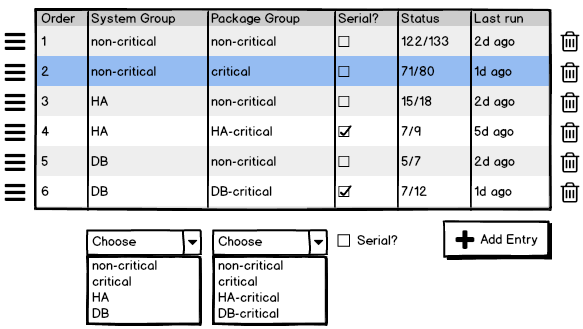 Order System Group Package Group Serial? Status Last run
1 non-critical non-critical 122/133 2d ago
2 non-critical critical 71/80 1d ago
3 HA non-critical 15/18 2d ago
4 HA HA-critical 7/9 5d ago
5 DB non-critical 5/7 2d ago
6 DB DB-critical 7/12 1d ago
Choose Choose Serial? Add Entry
non-critical non-critical
critical critical
HA HA-critical
DB DB-critical